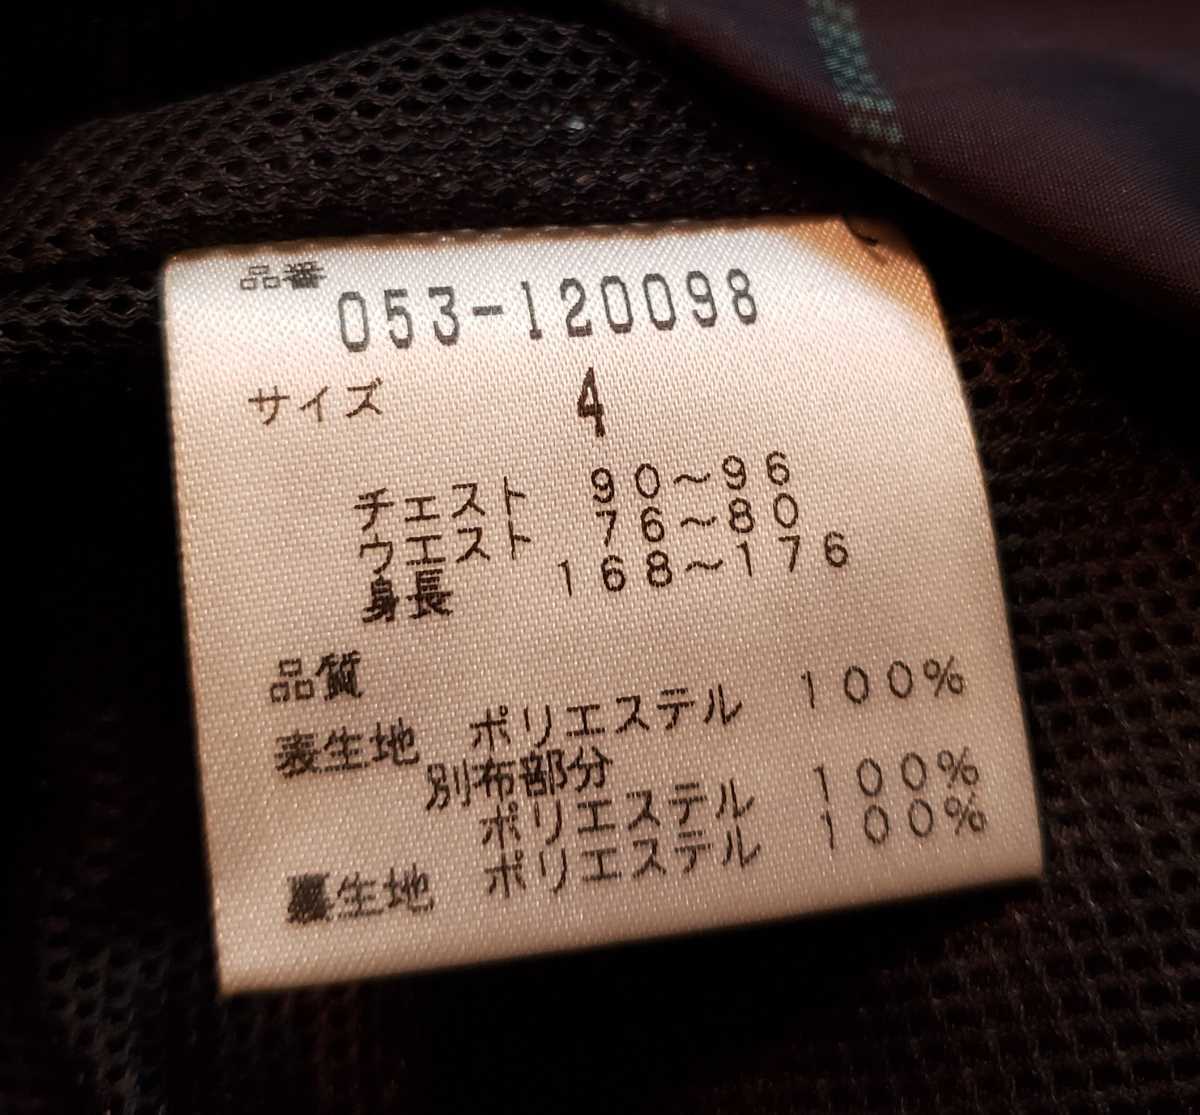 品番 053-120098
サイズ 4
チェスト 90～96
ウエスト 76～80
身長 168～176
品質
表生地 ポリエステル 100%
別布部分
ポリエステル 100%
裏生地 ポリエステル 100%